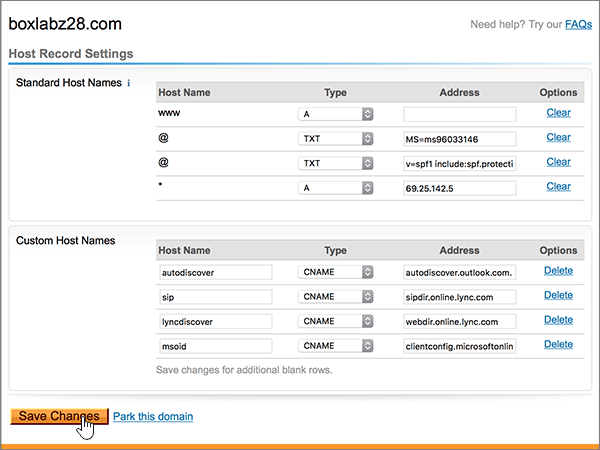 boxlabz28.com
Need help? Try our FAQs
Host Record Settings
Standard Host Names i
Host Name Type Address Options
www A Clear
@ TXT MS=ms96033146 Clear
@ TXT v=spf1 include:spf.protecti Clear
* A 69.25.142.5 Clear
Custom Host Names
Host Name Type Address Options
autodiscover CNAME autodiscover.outlook.com. Delete
sip CNAME sipdir.online.lync.com Delete
lyncdiscover CNAME webdir.online.lync.com Delete
msoid CNAME clientconfig.microsoftonlin Delete
Save changes for additional blank rows.
Save Changes Park this domain